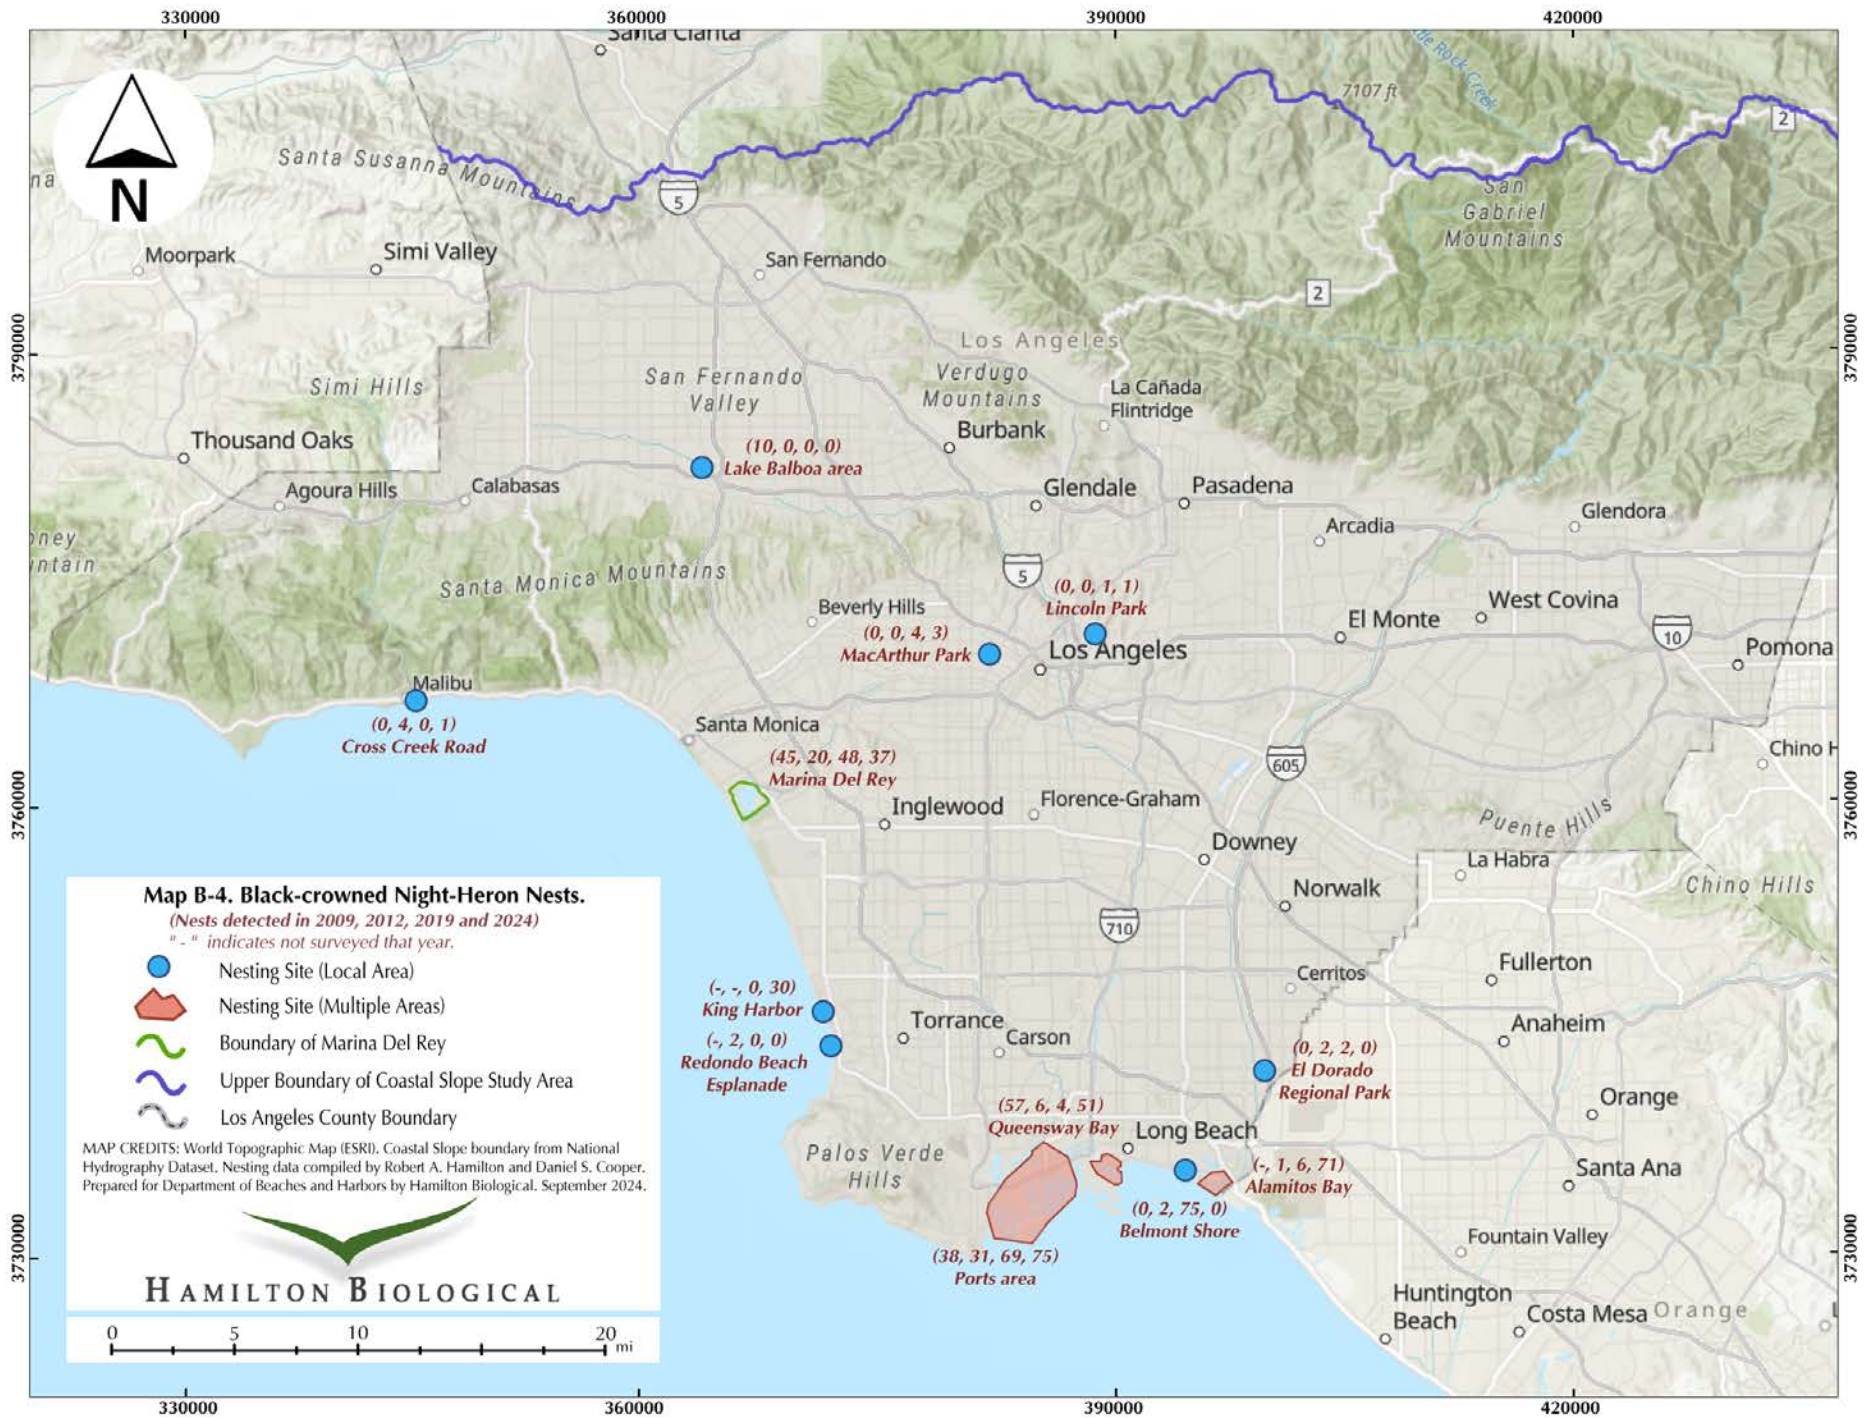 330000
360000
390000
420000
Santa Clarita
7107 ft
2
Santa Susanna Mountains
5
N
San
Gabriel
Mountains
Moorpark
Simi Valley
San Fernando
2
3790000
3790000
Los Angeles
Simi Hills
San Fernando
Valley
Verdugo
Mountains
La Cañada
Flintridge
Thousand Oaks
Burbank
(10, 0, 0, 0)
Lake Balboa area
Agoura Hills
Calabasas
Glendale
Pasadena
Arcadia
Glendora
Santa Monica Mountains
5
(0, 0, 1, 1)
Lincoln Park
Beverly Hills
(0, 0, 4, 3)
MacArthur Park
Los Angeles
El Monte
West Covina
10
Pomona
Malibu
(0, 4, 0, 1)
Cross Creek Road
Santa Monica
(45, 20, 48, 37)
Marina Del Rey
605
Chino H
3760000
3760000
Inglewood
Florence-Graham
Puente Hills
Downey
La Habra
Norwalk
Chino Hills
710
Map B-4. Black-crowned Night-Heron Nests.
(Nests detected in 2009, 2012, 2019 and 2024)
" - " indicates not surveyed that year.
Nesting Site (Local Area)
Nesting Site (Multiple Areas)
Boundary of Marina Del Rey
Upper Boundary of Coastal Slope Study Area
Los Angeles County Boundary
MAP CREDITS: World Topographic Map (ESRI). Coastal Slope boundary from National
Hydrography Dataset. Nesting data compiled by Robert A. Hamilton and Daniel S. Cooper.
Prepared for Department of Beaches and Harbors by Hamilton Biological. September 2024.
HAMILTON BIOLOGICAL
0 5 10 20 mi
Cerritos
Fullerton
(-, -, 0, 30)
King Harbor
(-, 2, 0, 0)
Redondo Beach
Esplanade
Torrance
Carson
Anaheim
(0, 2, 2, 0)
El Dorado
Regional Park
Orange
(57, 6, 4, 51)
Queensway Bay
Long Beach
Palos Verde
Hills
(-, 1, 6, 71)
Alamitos Bay
Santa Ana
(0, 2, 75, 0)
Belmont Shore
Fountain Valley
(38, 31, 69, 75)
Ports area
3730000
3730000
Huntington
Beach
Costa Mesa
Orange
330000
360000
390000
420000